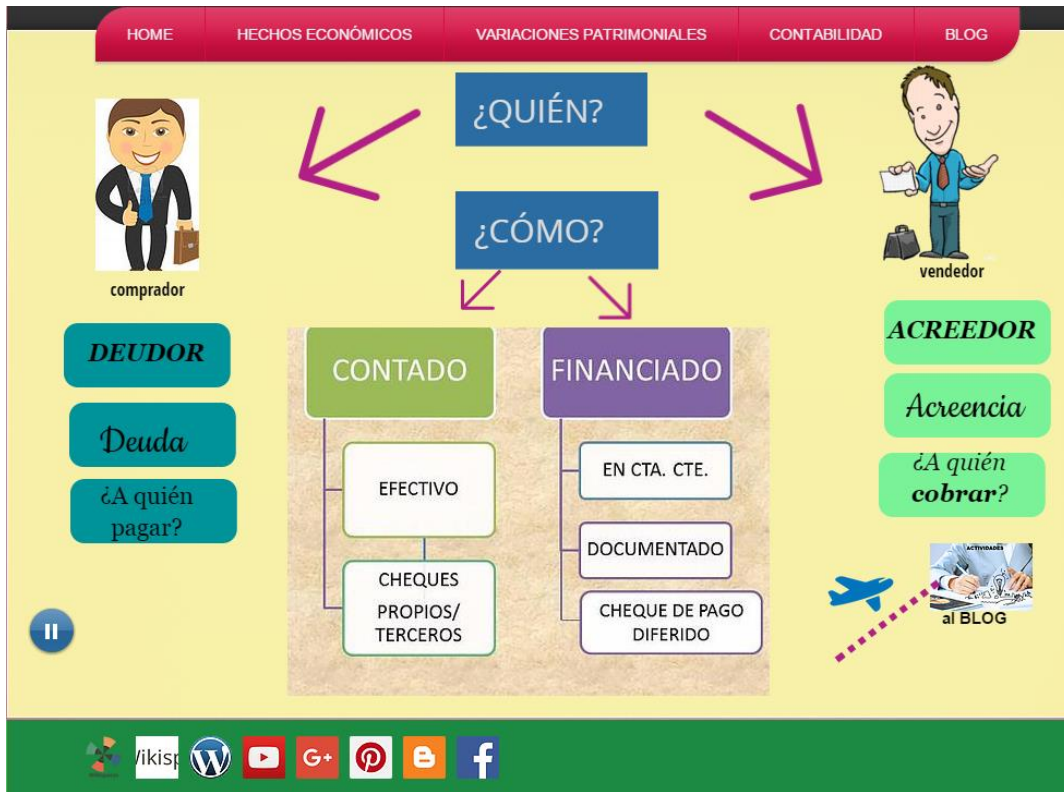 HOME HECHOS ECONÓMICOS VARIACIONES PATRIMONIALES CONTABILIDAD BLOG
¿QUIÉN?
¿CÓMO?
comprador
vendedor
DEUDOR
Deuda
¿A quién
pagar?
CONTADO
EFECTIVO
CHEQUES
PROPIOS/
TERCEROS
FINANCIADO
EN CTA. CTE.
DOCUMENTADO
CHEQUE DE PAGO
DIFERIDO
ACREEDOR
Acreencia
¿A quién
cobrar?
ACTIVIDADES
al BLOG
G+